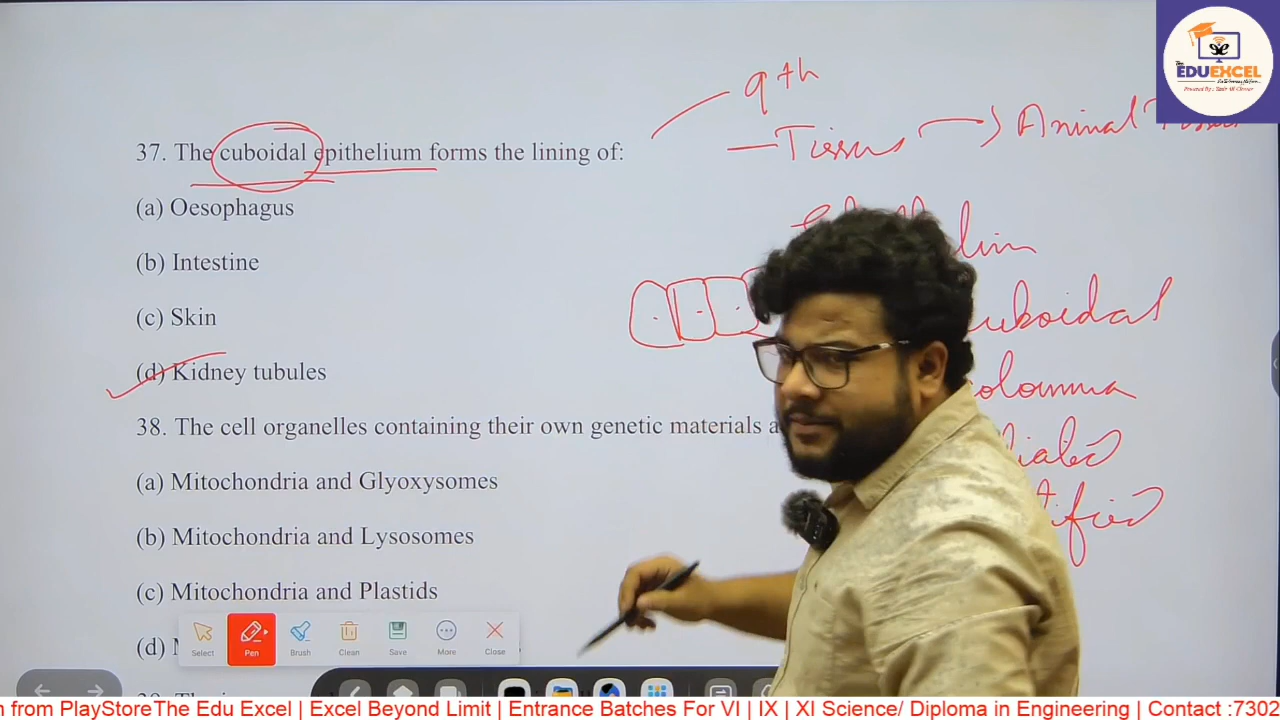 The
EDUEXCEL
9th
Tissues → Animal
37. The cuboidal epithelium forms the lining of:
(a) Oesophagus
(b) Intestine
(c) Skin
(d) Kidney tubules
38. The cell organelles containing their own genetic materials
(a) Mitochondria and Glyoxysomes
(b) Mitochondria and Lysosomes
(c) Mitochondria and Plastids
(d)
Select
Pen
Brush
Clean
Save
More
Close
from PlayStoreThe Edu Excel | Excel Beyond Limit | Entrance Batches For VI | IX | XI Science/ Diploma in Engineering | Contact :7302